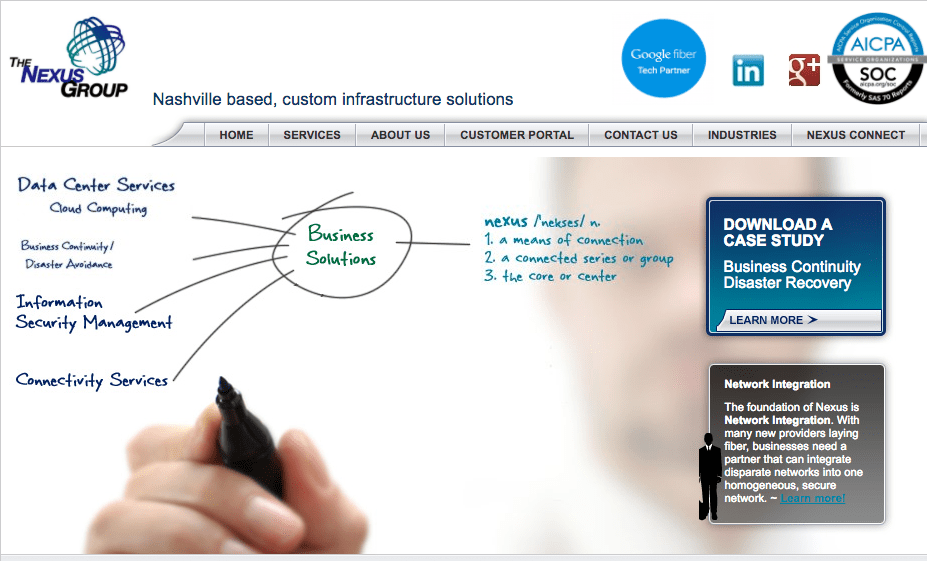 THE
NEXUS
GROUP
Nashville based, custom infrastructure solutions
Google fiber
Tech Partner
in
g+
AICPA Service Organization Control Reports
AICPA
SERVICE ORGANIZATIONS
SOC
aicpa.org/soc
Formerly SAS 70 Reports
HOME
SERVICES
ABOUT US
CUSTOMER PORTAL
CONTACT US
INDUSTRIES
NEXUS CONNECT
Data Center Services
Cloud Computing
Business Continuity/
Disaster Avoidance
Information
Security Management
Connectivity Services
Business
Solutions
nexus /'nekses/ n.
1. a means of connection
2. a connected series or group
3. the core or center
DOWNLOAD A
CASE STUDY
Business Continuity
Disaster Recovery
LEARN MORE >
Network Integration
The foundation of Nexus is
Network Integration. With
many new providers laying
fiber, businesses need a
partner that can integrate
disparate networks into one
homogeneous, secure
network. ~ Learn more!